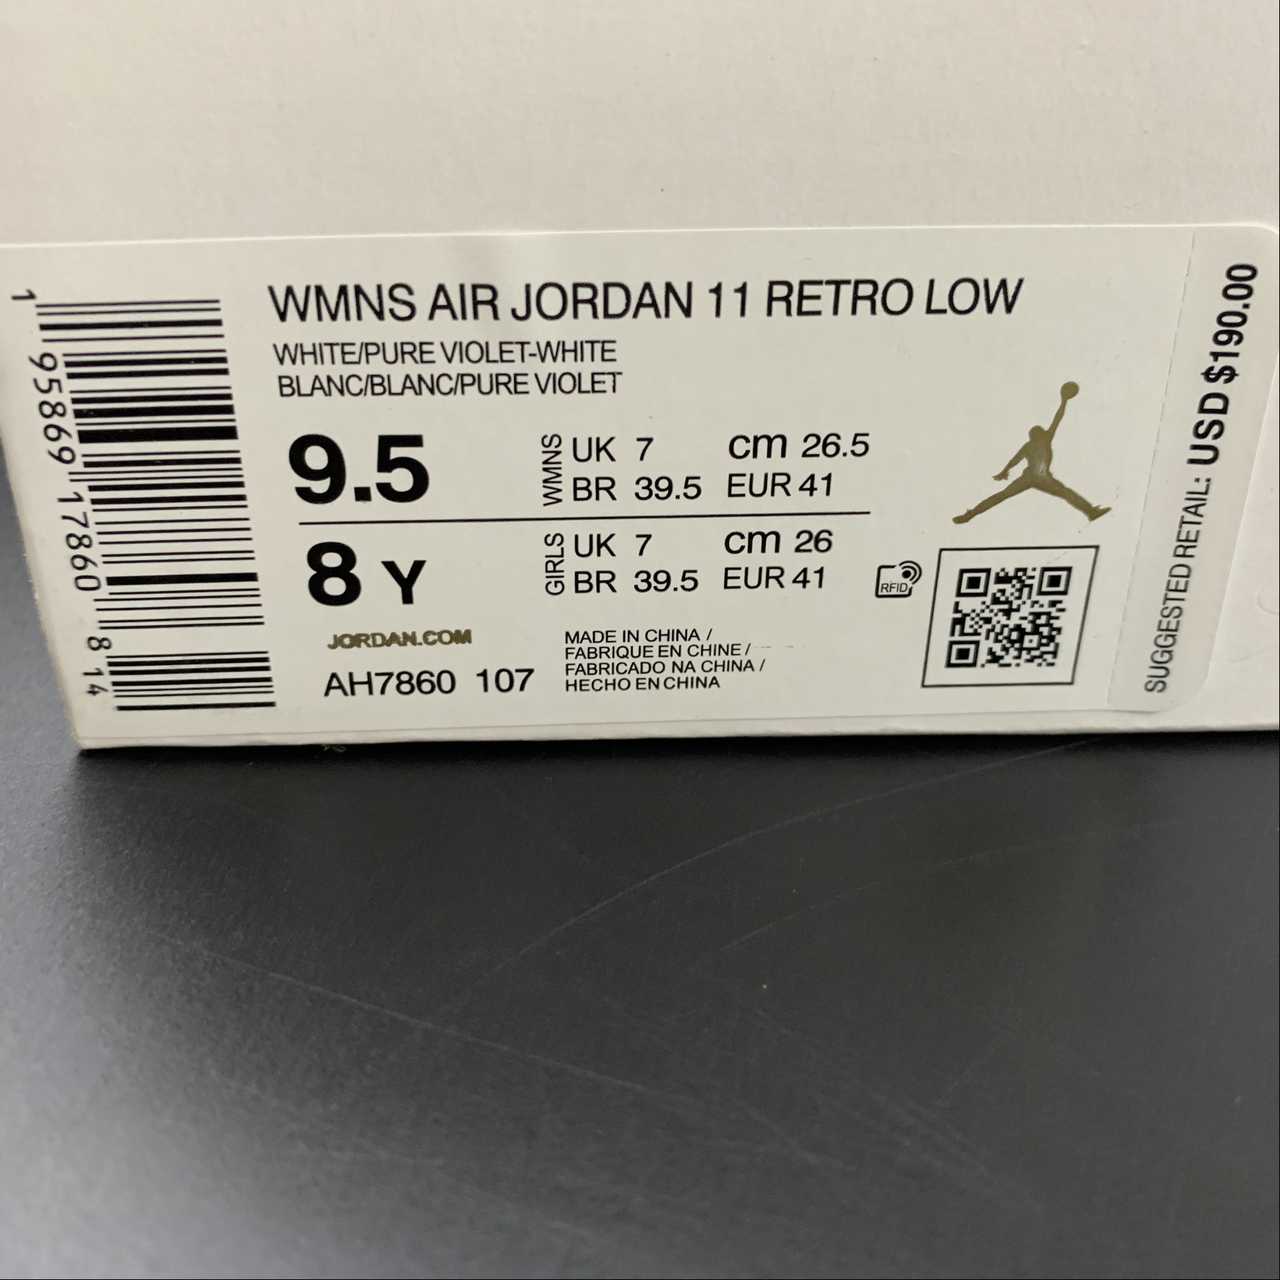 WMNS AIR JORDAN 11 RETRO LOW
WHITE/PURE VIOLET-WHITE
BLANC/BLANC/PURE VIOLET
9.5
WMNS
UK 7 cm 26.5
BR 39.5 EUR 41
8 Y
GIRLS
UK 7 cm 26
BR 39.5 EUR 41
RFID
JORDAN.COM
AH7860 107
MADE IN CHINA /
FABRIQUE EN CHINE /
FABRICADO NA CHINA /
HECHO EN CHINA
1 95869 17860 8 14
SUGGESTED RETAIL: USD $190.00